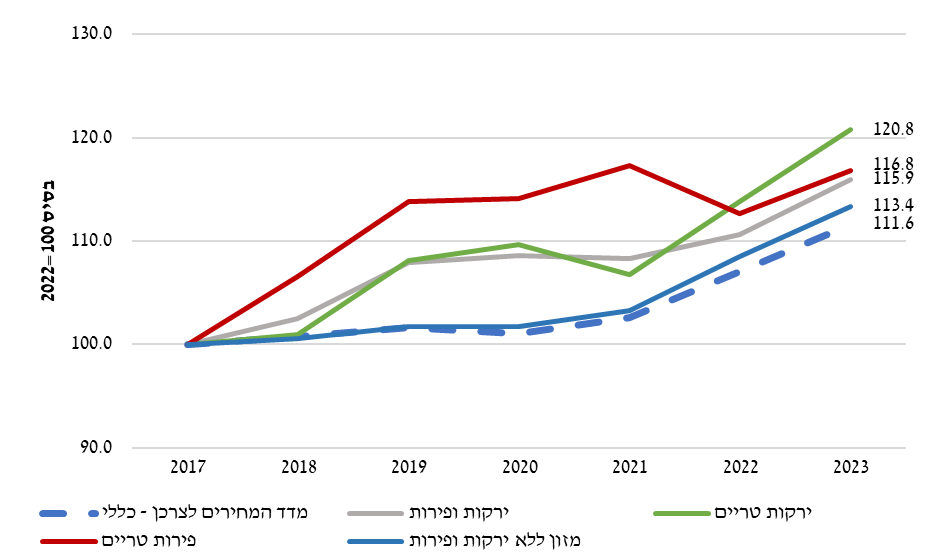 130.0
120.0
110.0
100.0
90.0
בסיס 100=2022
120.8
116.8
115.9
113.4
111.6
2017 2018 2019 2020 2021 2022 2023
מדד המחירים לצרכן - כללי
ירקות ופירות
ירקות טריים
פירות טריים
מזון ללא ירקות ופירות